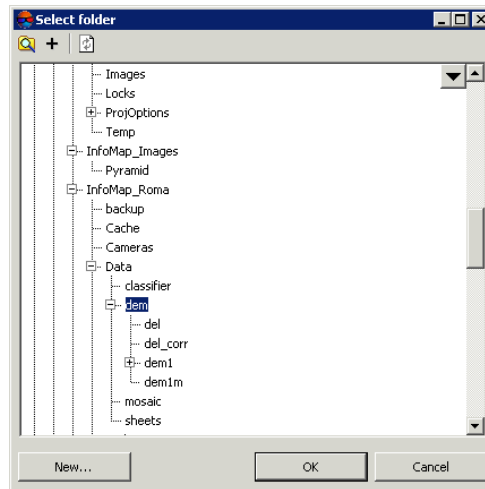 Select folder
Images
Locks
ProjOptions
Temp
InfoMap_Images
Pyramid
InfoMap_Roma
backup
Cache
Cameras
Data
classifier
dem
del
del_corr
dem1
dem1m
mosaic
sheets
New...
OK
Cancel